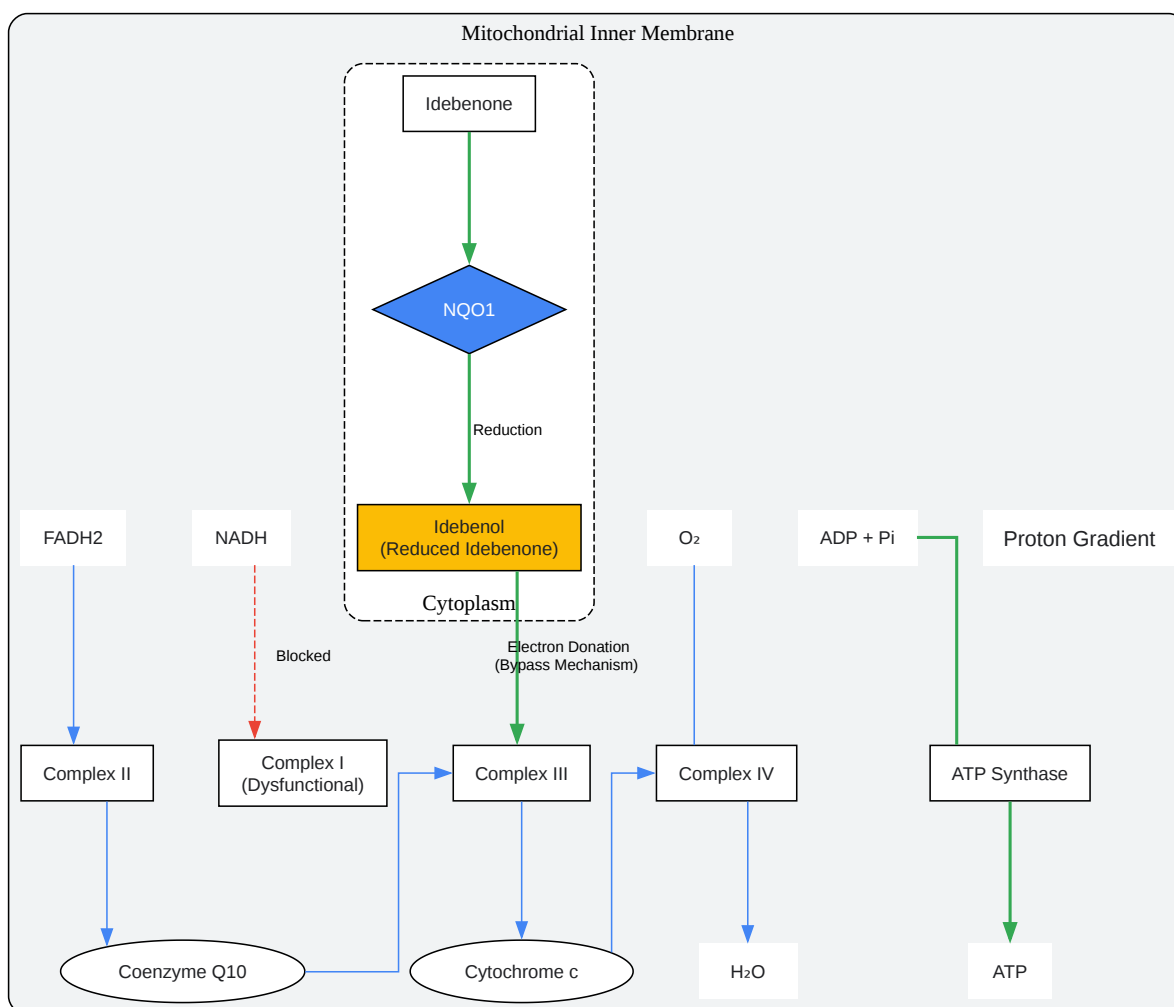 Mitochondrial Inner Membrane
Idebenone
NQO1
Reduction
FADH2
NADH
Idebenol
(Reduced Idebenone)
O₂
ADP + Pi
Proton Gradient
Cytoplasm
Electron Donation
(Bypass Mechanism)
Blocked
Complex II
Complex I
(Dysfunctional)
Complex III
Complex IV
ATP Synthase
Coenzyme Q10
Cytochrome c
H₂O
ATP